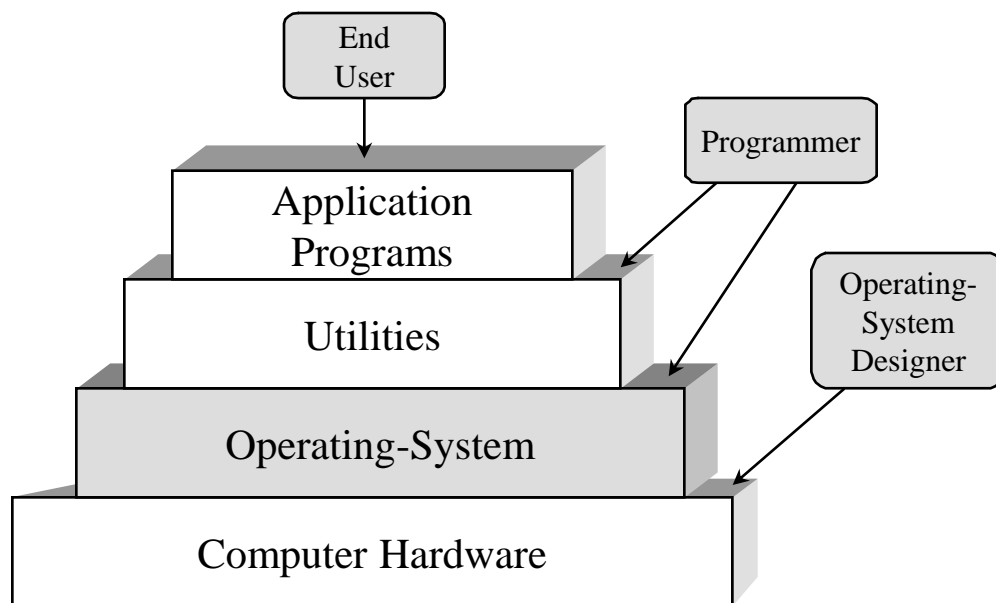 End
User
Programmer
Application
Programs
Operating-
System
Designer
Utilities
Operating-System
Computer Hardware